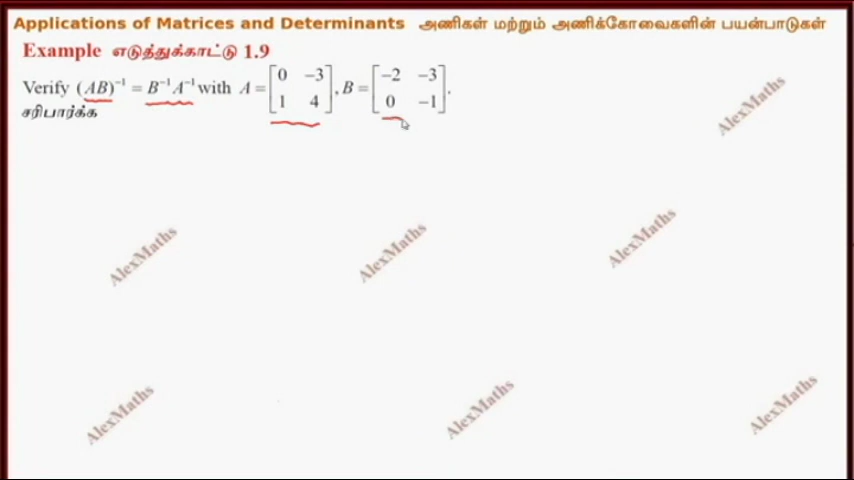 Applications of Matrices and Determinants அணிகள் மற்றும் அணிக்கோவைகளின் பயன்பாடுகள்
Example எடுத்துக்காட்டு 1.9
Verify (AB)⁻¹ = B⁻¹A⁻¹ with A = [0 −3; 1 4], B = [−2 −3; 0 −1].
சரிபார்க்க
AlexMaths
AlexMaths
AlexMaths
AlexMaths
AlexMaths
AlexMaths
AlexMaths